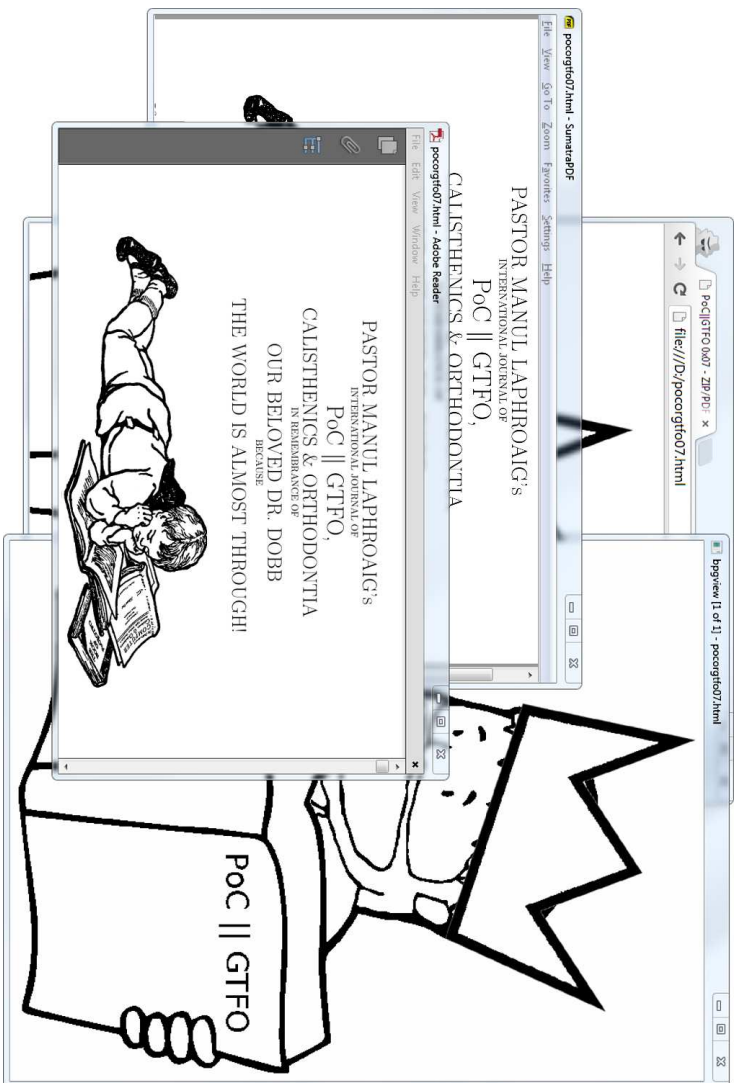 pocorgtfo07.html - SumatraPDF
File View Go To Zoom Favorites Settings Help
PASTOR MANUL LAPHROAIG's
INTERNATIONAL JOURNAL OF
PoC || GTFO,
CALISTHENICS & ORTHODONTIA
pocorgtfo07.html - Adobe Reader
File Edit View Window Help
PASTOR MANUL LAPHROAIG's
INTERNATIONAL JOURNAL OF
PoC || GTFO,
CALISTHENICS & ORTHODONTIA
IN REMEMBRANCE OF
OUR BELOVED DR. DOBB
BECAUSE
THE WORLD IS ALMOST THROUGH!
PoC||GTFO 0x07 - ZIP/PDF
file:///D:/pocorgtfo07.html
bpgview [1 of 1] - pocorgtfo07.html
PoC || GTFO